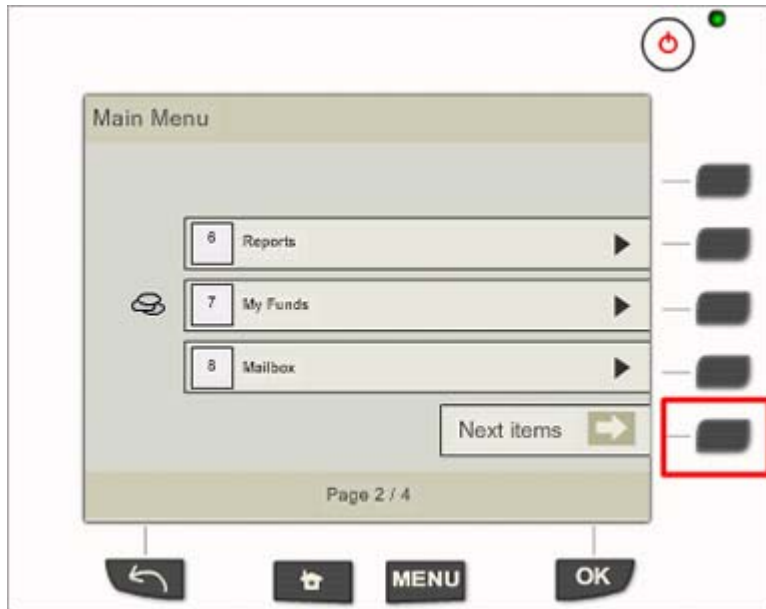 Main Menu
6 Reports
7 My Funds
8 Mailbox
Next items
Page 2 / 4
MENU
OK